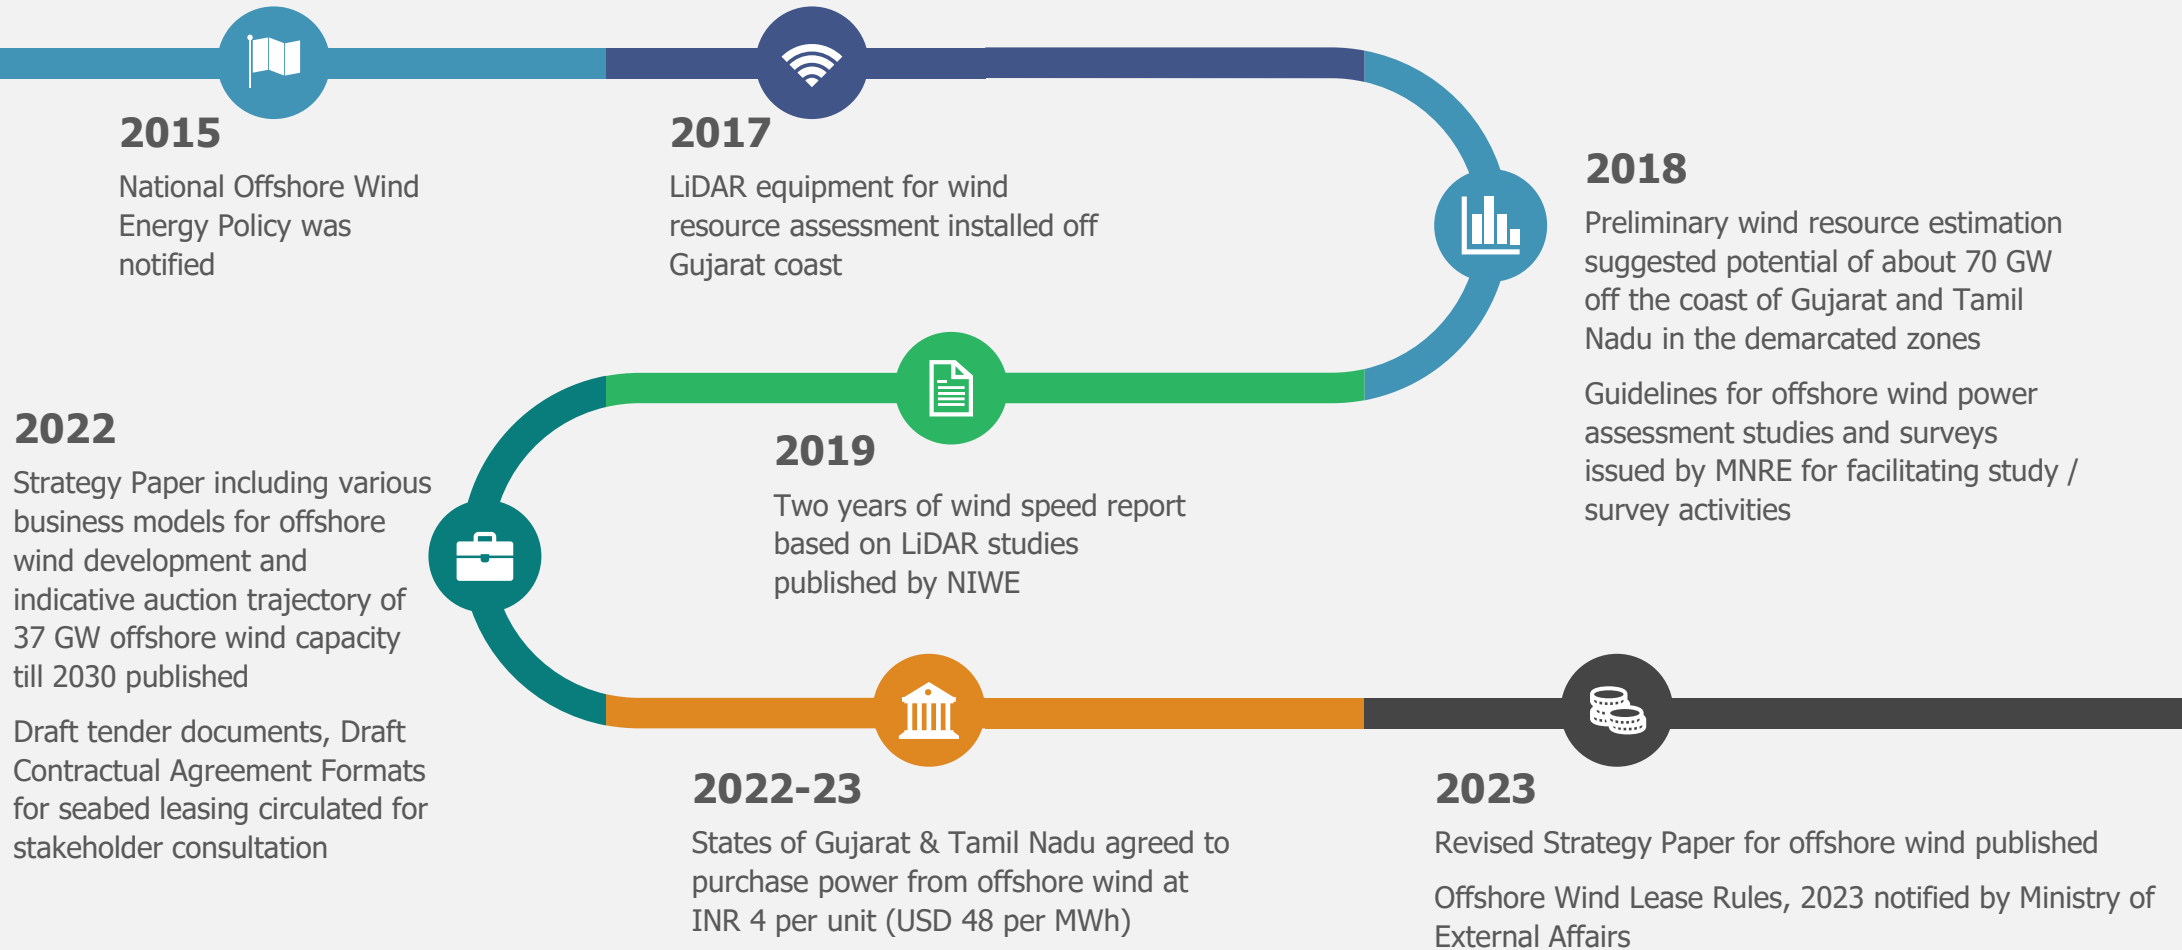 2015
National Offshore Wind
Energy Policy was
notified
2017
LiDAR equipment for wind
resource assessment installed off
Gujarat coast
2018
Preliminary wind resource estimation
suggested potential of about 70 GW
off the coast of Gujarat and Tamil
Nadu in the demarcated zones
Guidelines for offshore wind power
assessment studies and surveys
issued by MNRE for facilitating study /
survey activities
2019
Two years of wind speed report
based on LiDAR studies
published by NIWE
2022
Strategy Paper including various
business models for offshore
wind development and
indicative auction trajectory of
37 GW offshore wind capacity
till 2030 published
Draft tender documents, Draft
Contractual Agreement Formats
for seabed leasing circulated for
stakeholder consultation
2022-23
States of Gujarat & Tamil Nadu agreed to
purchase power from offshore wind at
INR 4 per unit (USD 48 per MWh)
2023
Revised Strategy Paper for offshore wind published
Offshore Wind Lease Rules, 2023 notified by Ministry of
External Affairs